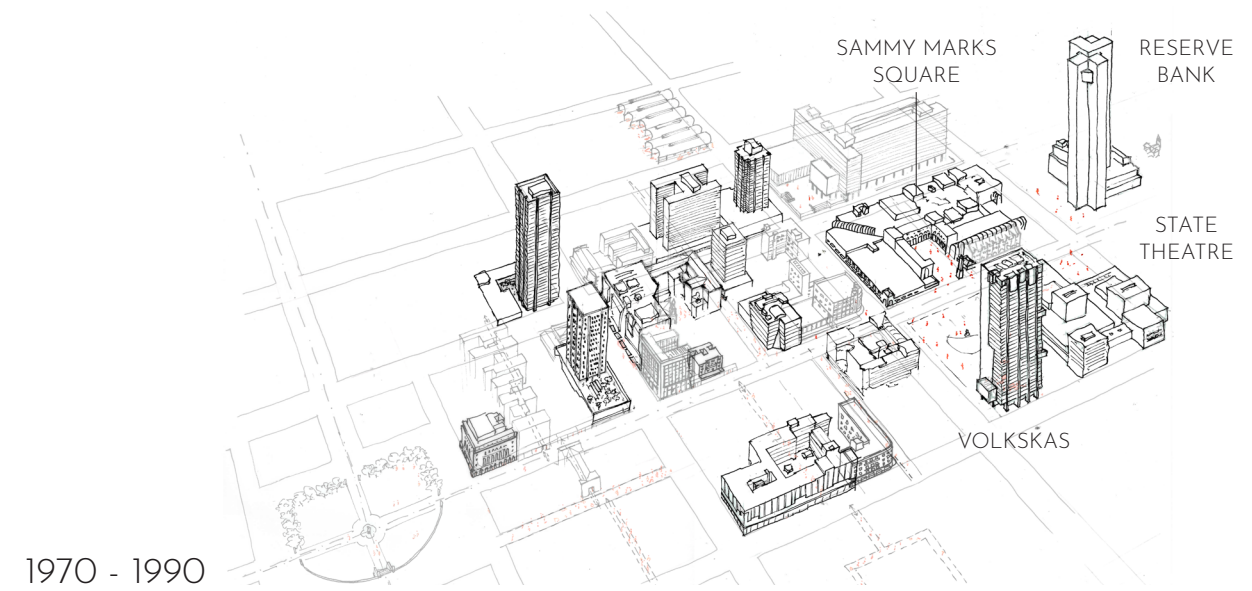 SAMMY MARKS
SQUARE
RESERVE
BANK
STATE
THEATRE
VOLKSKAS
1970 - 1990